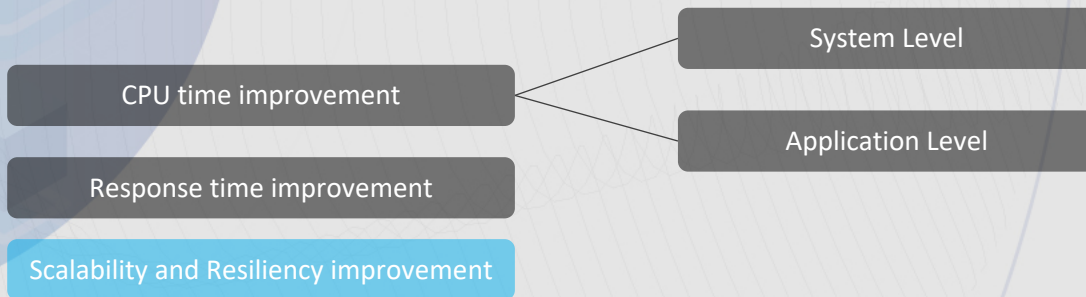 CPU time improvement
System Level
Application Level
Response time improvement
Scalability and Resiliency improvement